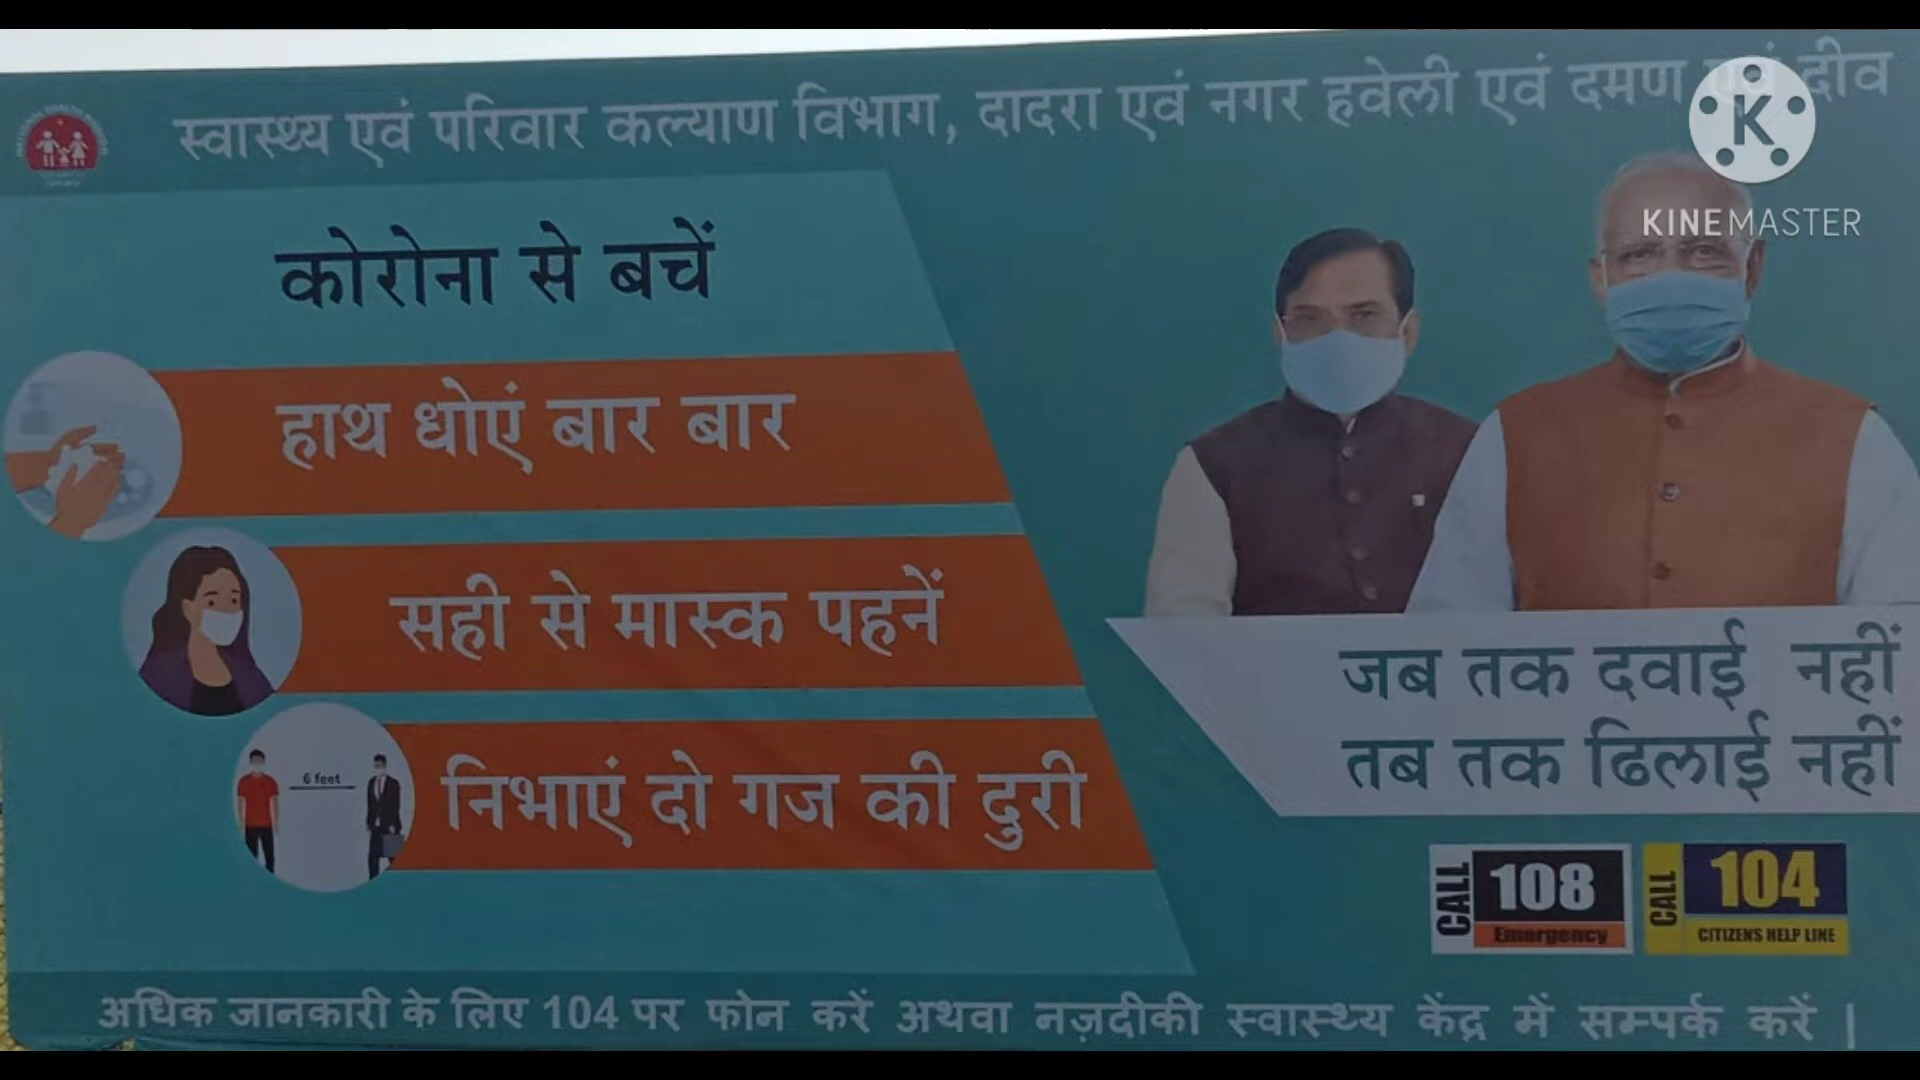 स्वास्थ्य एवं परिवार कल्याण विभाग, दादरा एवं नगर हवेली एवं दमण एवं दीव
KINEMASTER
कोरोना से बचें
हाथ धोएं बार बार
सही से मास्क पहनें
6 feet
निभाएं दो गज की दुरी
जब तक दवाई नहीं
तब तक ढिलाई नहीं
CALL 108 Emergency
CALL 104 CITIZENS HELP LINE
अधिक जानकारी के लिए 104 पर फोन करें अथवा नज़दीकी स्वास्थ्य केंद्र में सम्पर्क करें |